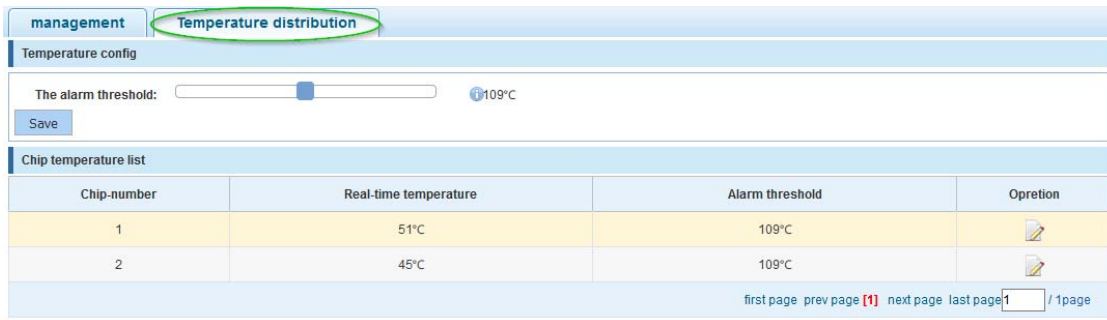 management Temperature distribution
Temperature config
The alarm threshold: 109°C
Save
Chip temperature list
Chip-number Real-time temperature Alarm threshold Opretion
1 51°C 109°C
2 45°C 109°C
first page prev page [1] next page last page 1 / 1page